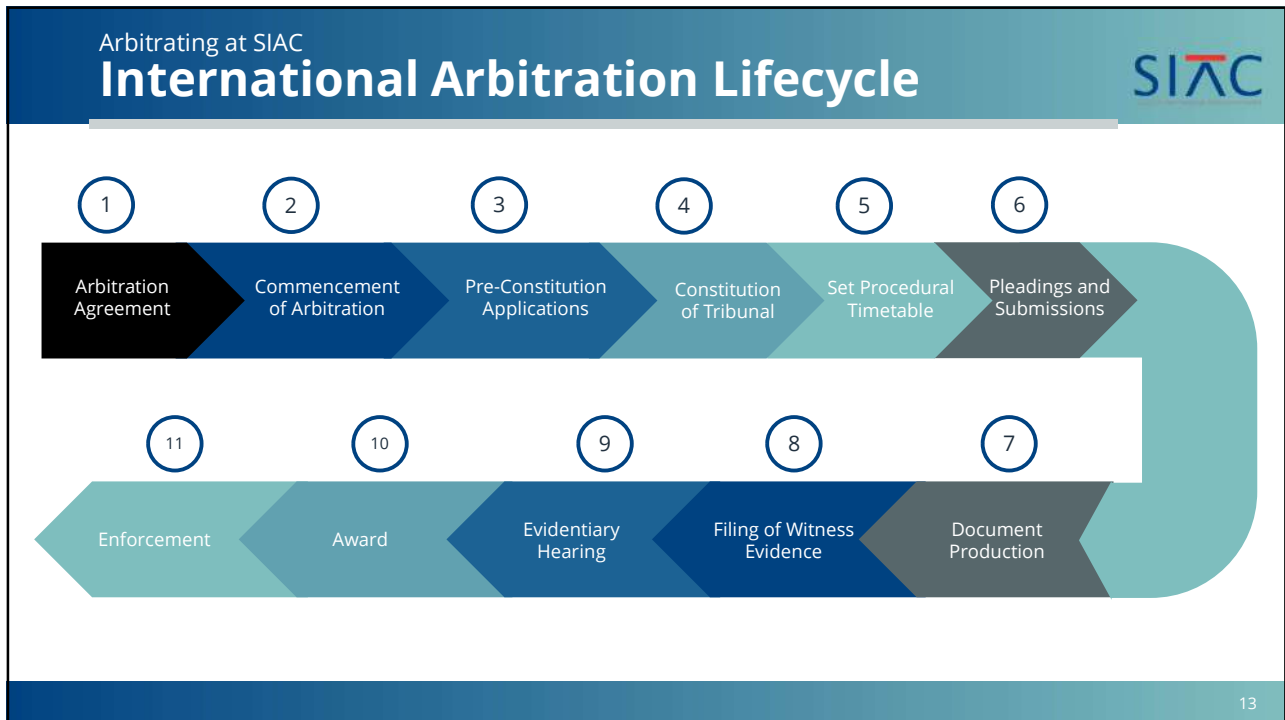 Arbitrating at SIAC
International Arbitration Lifecycle
SIAC
1
2
3
4
5
6
Arbitration
Agreement
Commencement
of Arbitration
Pre-Constitution
Applications
Constitution
of Tribunal
Set Procedural
Timetable
Pleadings and
Submissions
7
8
9
10
11
Document
Production
Filing of Witness
Evidence
Evidentiary
Hearing
Award
Enforcement
13